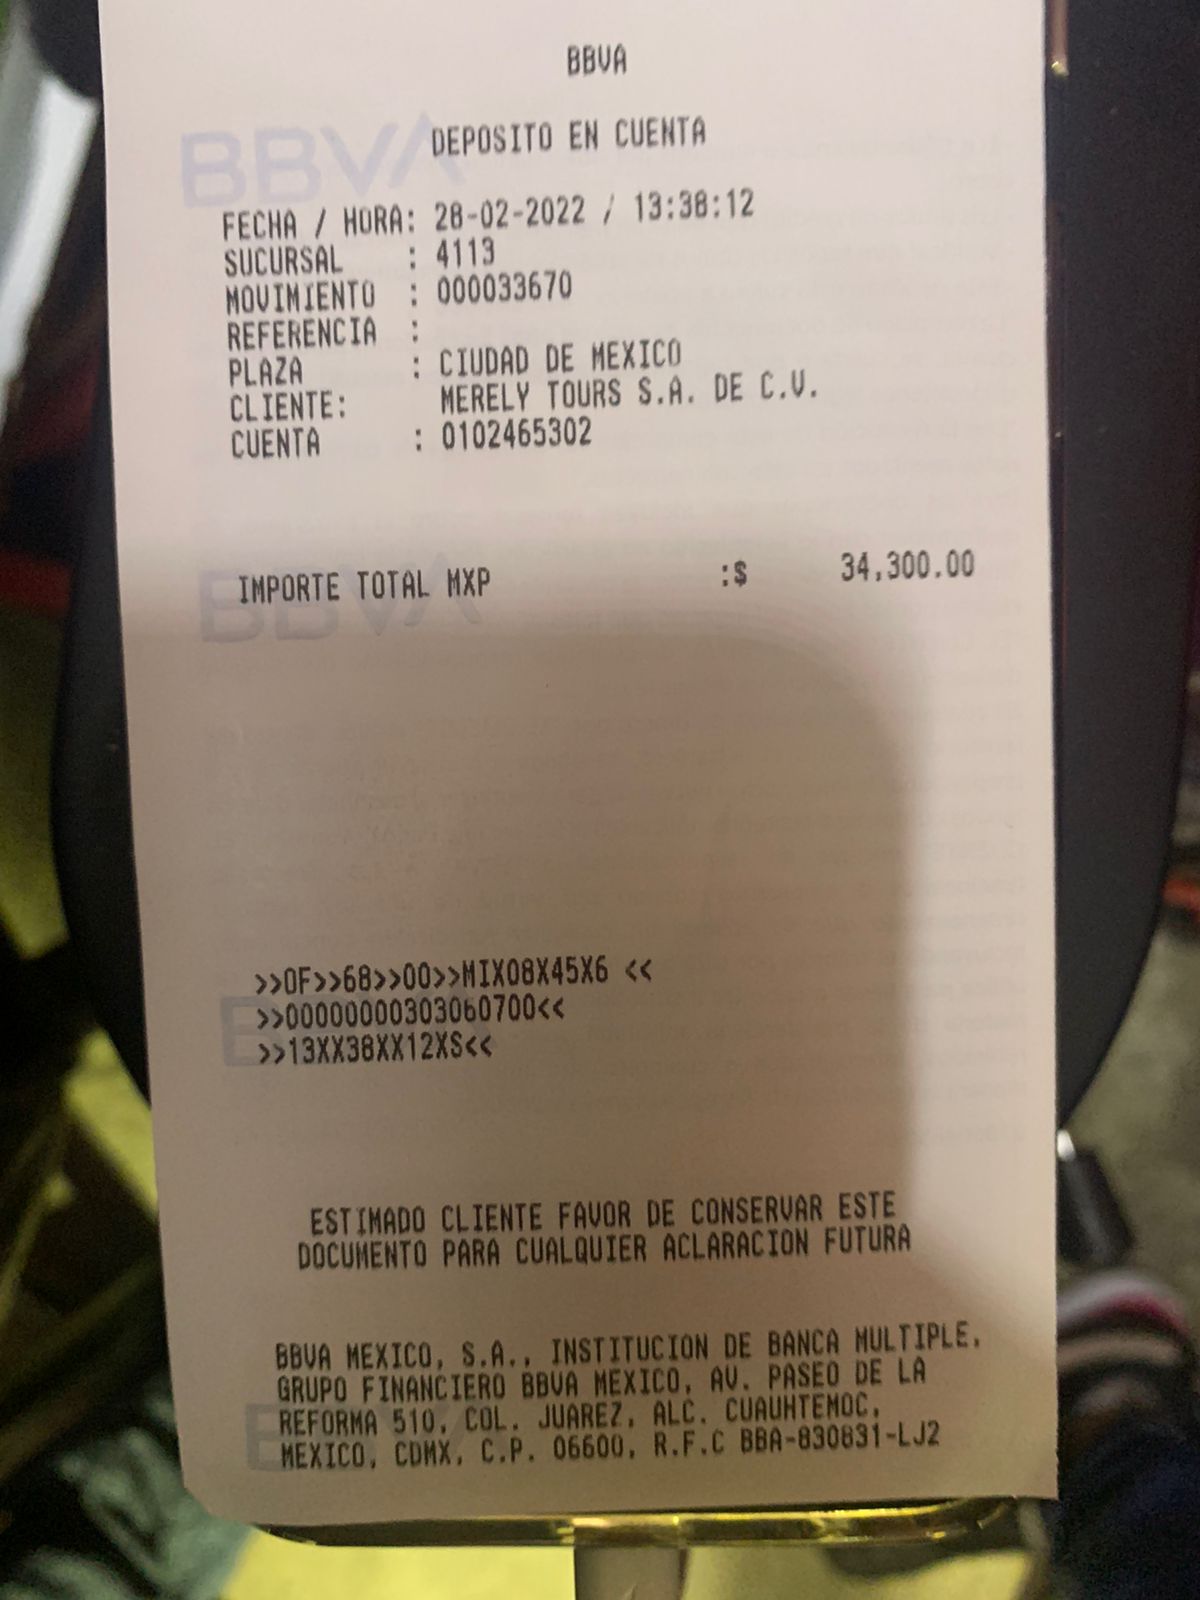 BBVA
DEPOSITO EN CUENTA
FECHA / HORA: 28-02-2022 / 13:38:12
SUCURSAL : 4113
MOVIMIENTO : 000033670
REFERENCIA :
PLAZA : CIUDAD DE MEXICO
CLIENTE: MERELY TOURS S.A. DE C.V.
CUENTA : 0102465302
IMPORTE TOTAL MXP :$ 34,300.00
>>0F>>68>>00>>MIX08X45X6 <<
>>00000000303060700<<
>>13XX38XX12XS<<
ESTIMADO CLIENTE FAVOR DE CONSERVAR ESTE
DOCUMENTO PARA CUALQUIER ACLARACION FUTURA
BBVA MEXICO, S.A., INSTITUCION DE BANCA MULTIPLE,
GRUPO FINANCIERO BBVA MEXICO, AV. PASEO DE LA
REFORMA 510, COL. JUAREZ, ALC. CUAUHTEMOC,
MEXICO, CDMX, C.P. 06600, R.F.C BBA-830831-LJ2